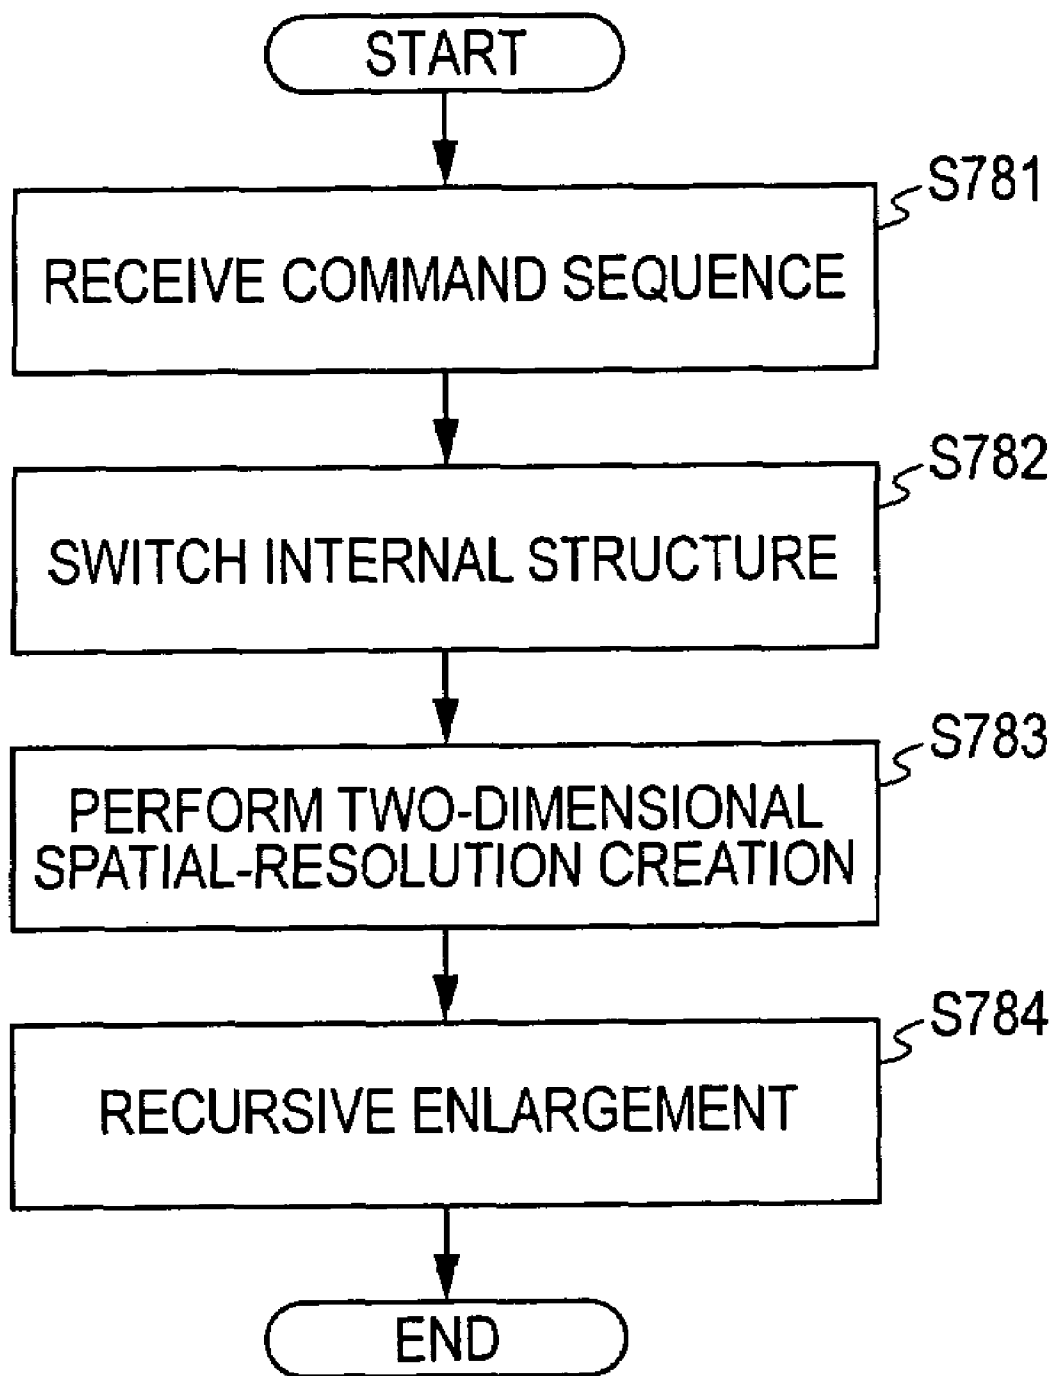 START
S781
RECEIVE COMMAND SEQUENCE
S782
SWITCH INTERNAL STRUCTURE
S783
PERFORM TWO-DIMENSIONAL
SPATIAL-RESOLUTION CREATION
S784
RECURSIVE ENLARGEMENT
END